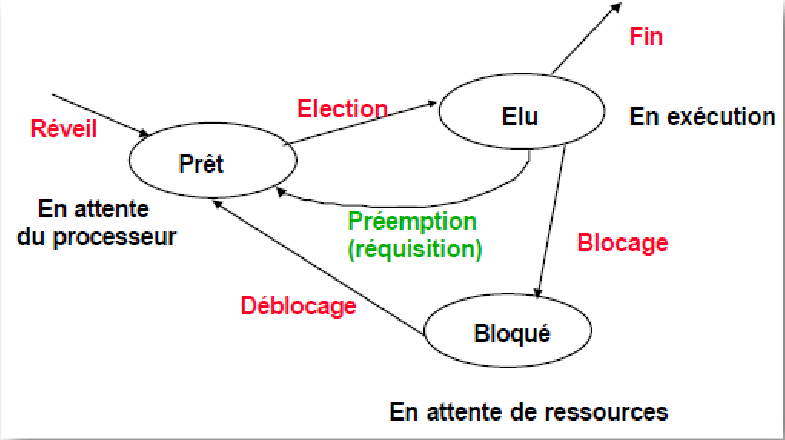 Fin
Election
Réveil
Elu
En exécution
Prêt
En attente
du processeur
Préemption
(réquisition)
Blocage
Déblocage
Bloqué
En attente de ressources